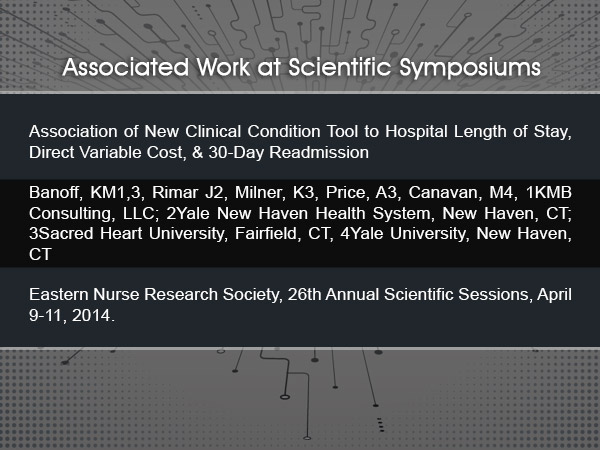 Associated Work at Scientific Symposiums
Association of New Clinical Condition Tool to Hospital Length of Stay,
Direct Variable Cost, & 30-Day Readmission
Banoff, KM1,3, Rimar J2, Milner, K3, Price, A3, Canavan, M4, 1KMB
Consulting, LLC; 2Yale New Haven Health System, New Haven, CT;
3Sacred Heart University, Fairfield, CT, 4Yale University, New Haven,
CT
Eastern Nurse Research Society, 26th Annual Scientific Sessions, April
9-11, 2014.